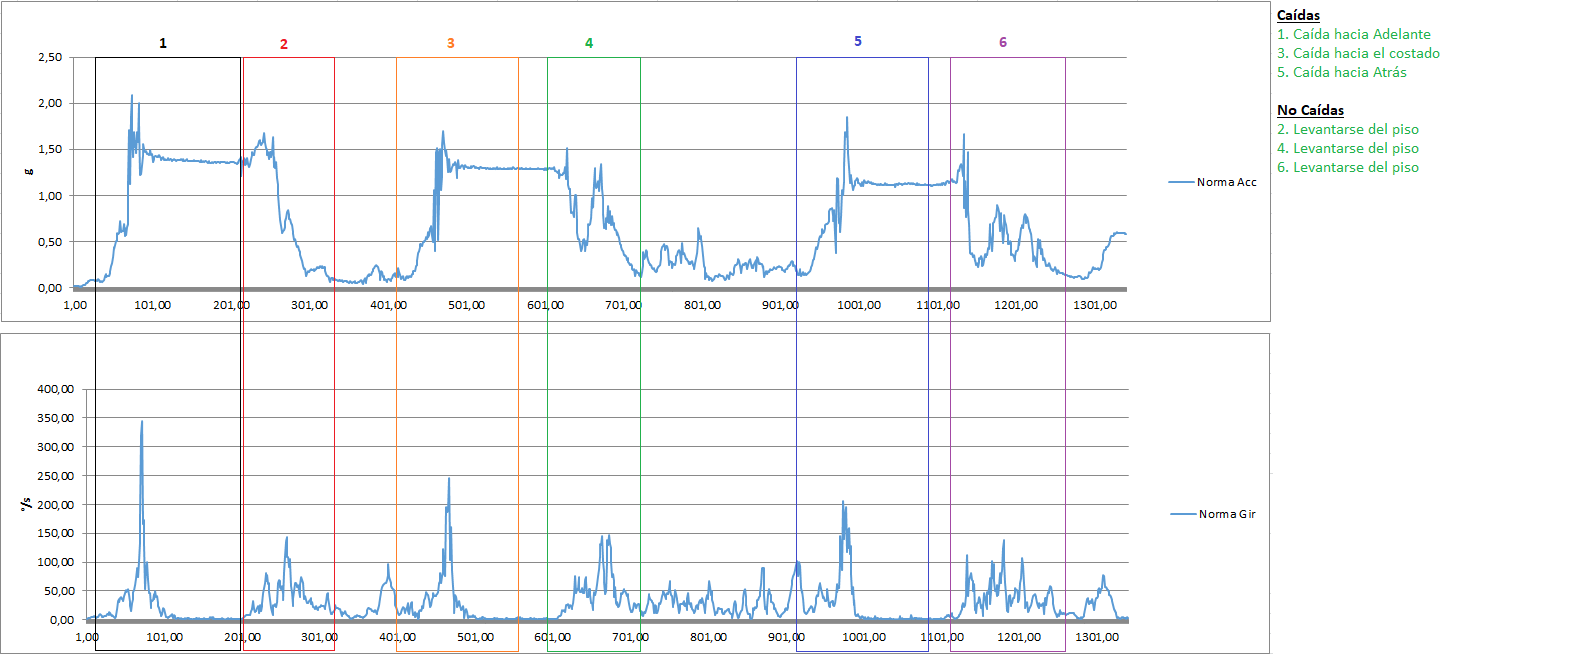 1 2 3 4 5 6
2,50
2,00
1,50
1,00
0,50
0,00
g
1,00 101,00 201,00 301,00 401,00 501,00 601,00 701,00 801,00 901,00 1001,00 1101,00 1201,00 1301,00
Norma Acc
400,00
350,00
300,00
250,00
200,00
150,00
100,00
50,00
0,00
°/s
1,00 101,00 201,00 301,00 401,00 501,00 601,00 701,00 801,00 901,00 1001,00 1101,00 1201,00 1301,00
Norma Gir
Caídas
1. Caída hacia Adelante
3. Caída hacia el costado
5. Caída hacia Atrás
No Caídas
2. Levantarse del piso
4. Levantarse del piso
6. Levantarse del piso